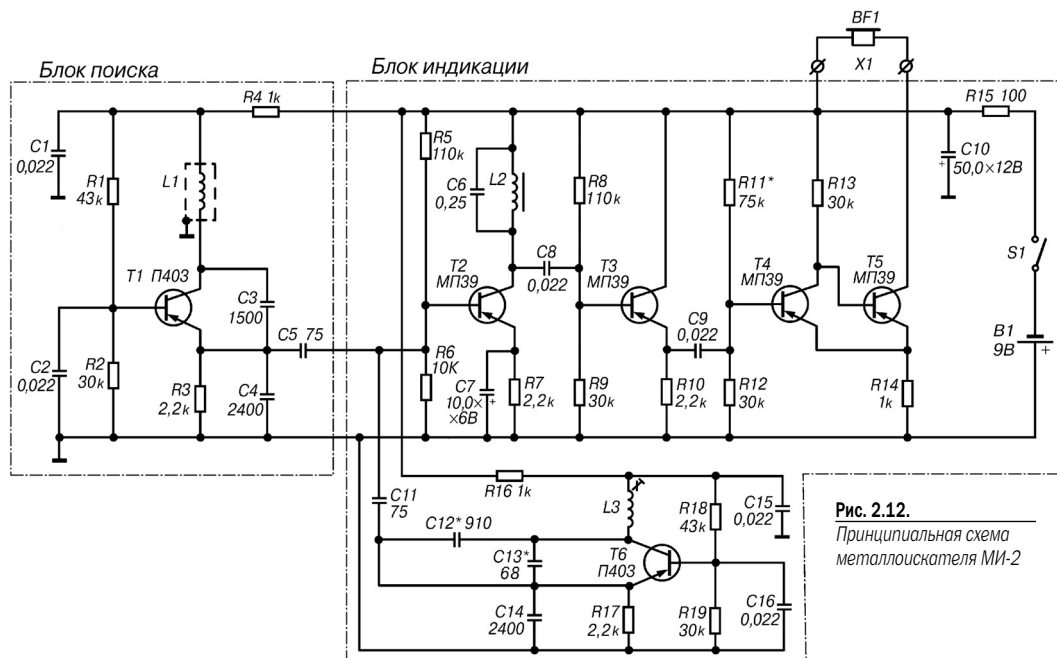 BF1
X1
Блок поиска
Блок индикации
R4 1k
R15 100
C1
0,022
R1
43k
L1
R5
110k
C6
0,25
L2
R8
110k
R11*
75k
R13
30k
C10
+
50,0×12В
S1
T1 П403
C3
1500
C5 75
T2
МП39
C8
0,022
T3
МП39
C9
0,022
T4
МП39
T5
МП39
B1
9В
+
C2
0,022
R2
30k
R3
2,2k
C4
2400
R6
10К
C7
10,0×
×6В
+
R7
2,2k
R9
30k
R10
2,2k
R12
30k
R14
1k
R16 1k
C11
75
C12* 910
L3
R18
43k
C15
0,022
C13*
68
T6
П403
C14
2400
R17
2,2k
R19
30k
C16
0,022
Рис. 2.12.
Принципиальная схема
металлоискателя МИ-2